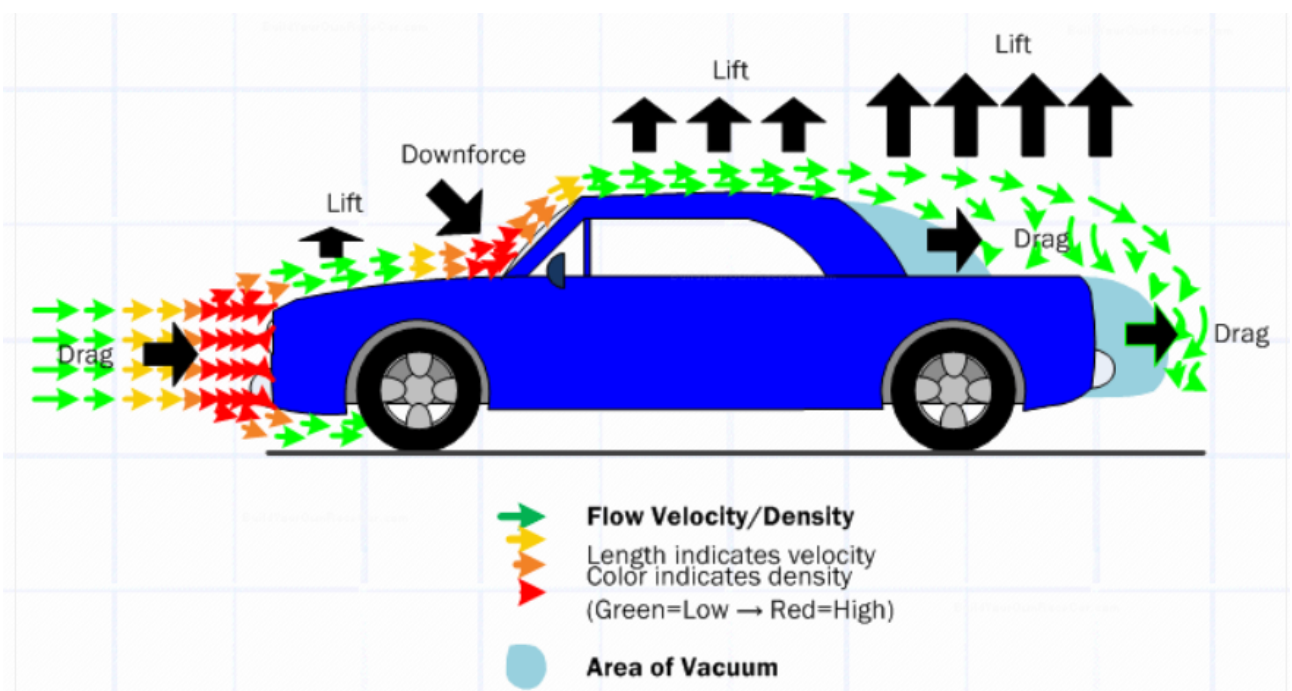 Lift
Lift
Downforce
Lift
Drag
Drag
Drag
Flow Velocity/Density
Length indicates velocity
Color indicates density
(Green=Low → Red=High)
Area of Vacuum